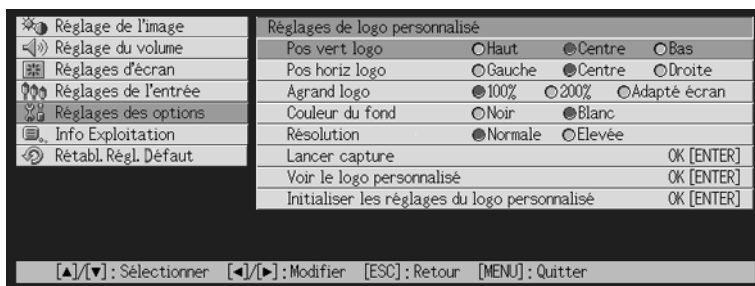 Réglage de l'image
Réglage du volume
Réglages d'écran
Réglages de l'entrée
Réglages des options
Info Exploitation
Rétabl. Régl. Défaut
Réglages de logo personnalisé
Pos vert logo Haut Centre Bas
Pos horiz logo Gauche Centre Droite
Agrand logo 100% 200% Adapté écran
Couleur du fond Noir Blanc
Résolution Normale Elevée
Lancer capture OK [ENTER]
Voir le logo personnalisé OK [ENTER]
Initialiser les réglages du logo personnalisé OK [ENTER]
[▲]/[▼] : Sélectionner [◄]/[►] : Modifier [ESC] : Retour [MENU] : Quitter